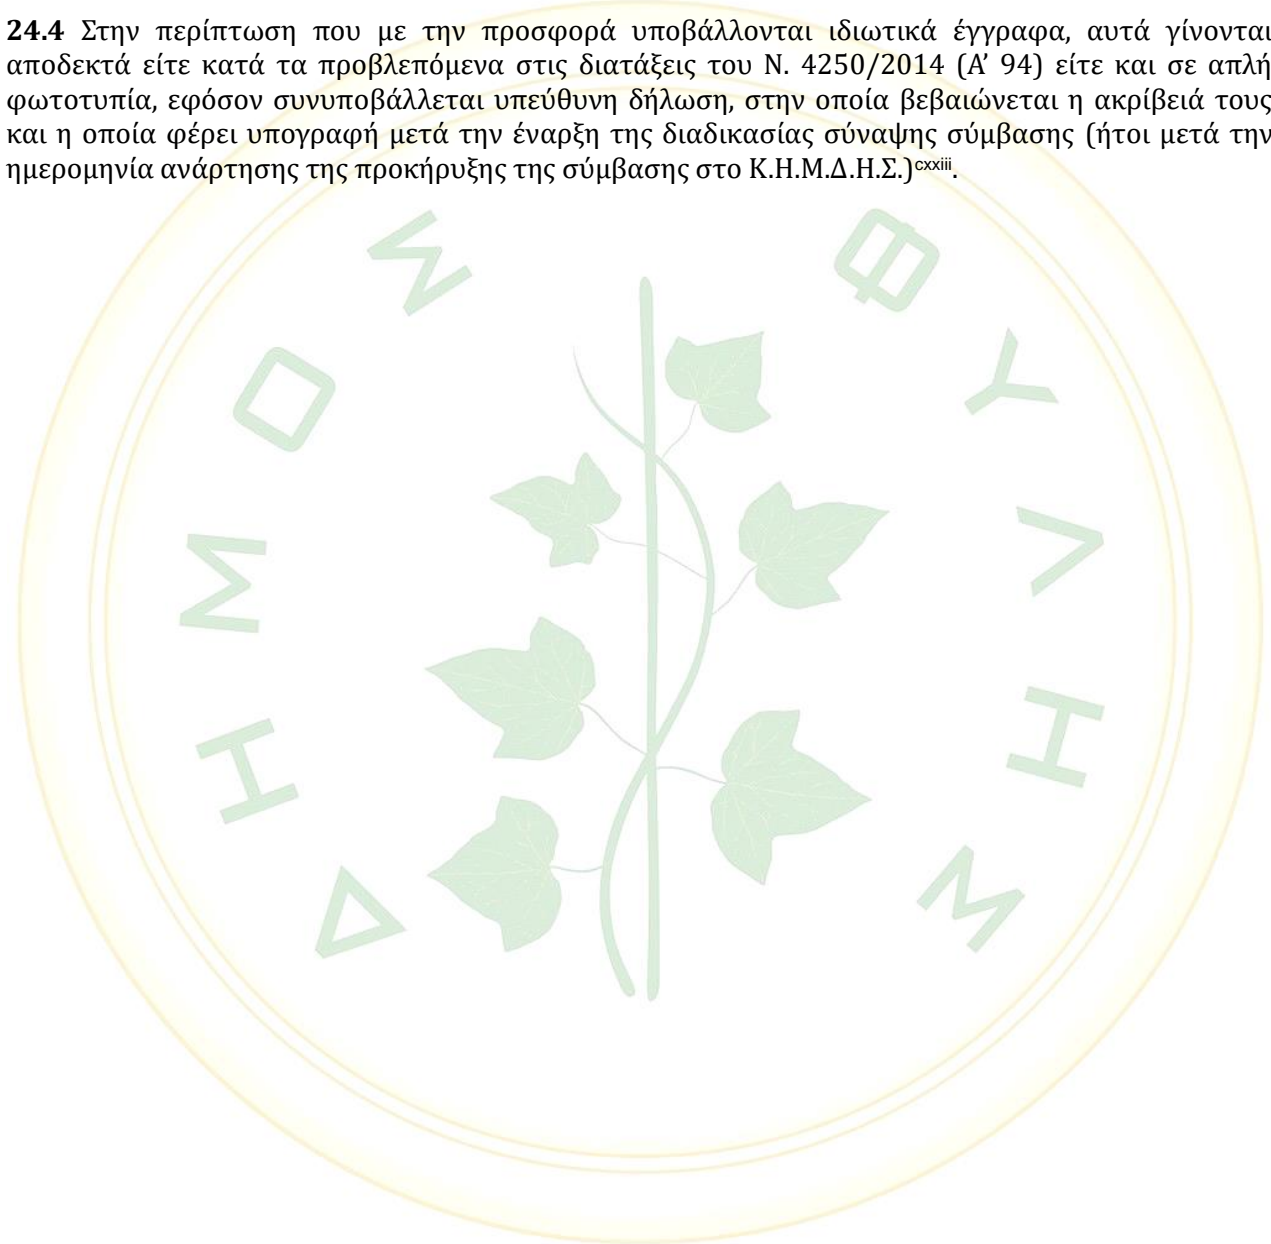 24.4 Στην περίπτωση που με την προσφορά υποβάλλονται ιδιωτικά έγγραφα, αυτά γίνονται
αποδεκτά είτε κατά τα προβλεπόμενα στις διατάξεις του Ν. 4250/2014 (Α’ 94) είτε και σε απλή
φωτοτυπία, εφόσον συνυποβάλλεται υπεύθυνη δήλωση, στην οποία βεβαιώνεται η ακρίβειά τους
και η οποία φέρει υπογραφή μετά την έναρξη της διαδικασίας σύναψης σύμβασης (ήτοι μετά την
ημερομηνία ανάρτησης της προκήρυξης της σύμβασης στο Κ.Η.Μ.Δ.Η.Σ.)cxxiii.
ΔΗΜΟΣ ΦΥΛΗΣ